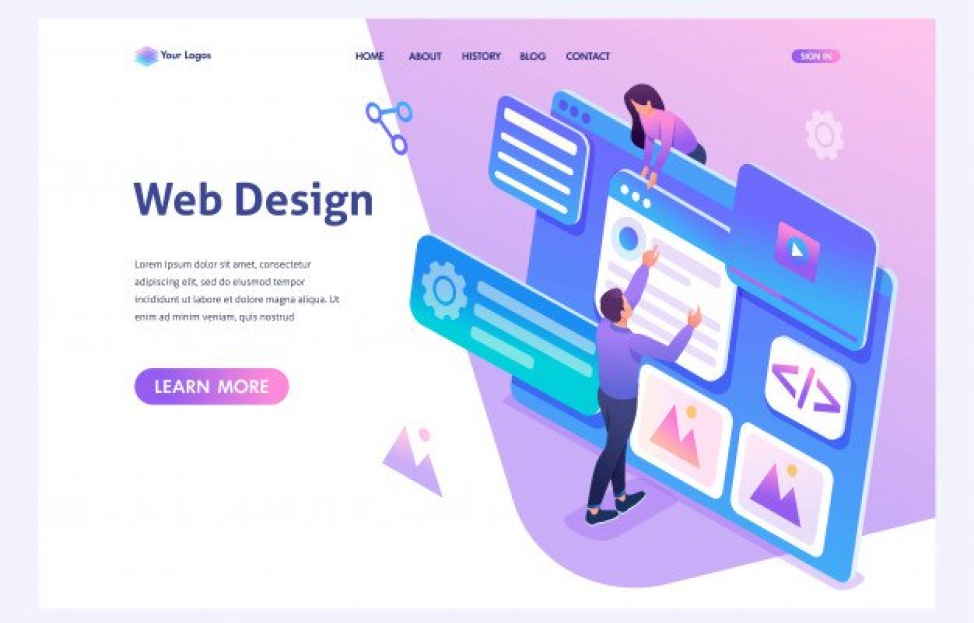 Your Logos
HOME ABOUT HISTORY BLOG CONTACT
SIGN IN
Web Design
Lorem ipsum dolor sit amet, consectetur
adipiscing elit, sed do eiusmod tempor
incididunt ut labore et dolore magna aliqua. Ut
enim ad minim veniam, quis nostrud
LEARN MORE
</>